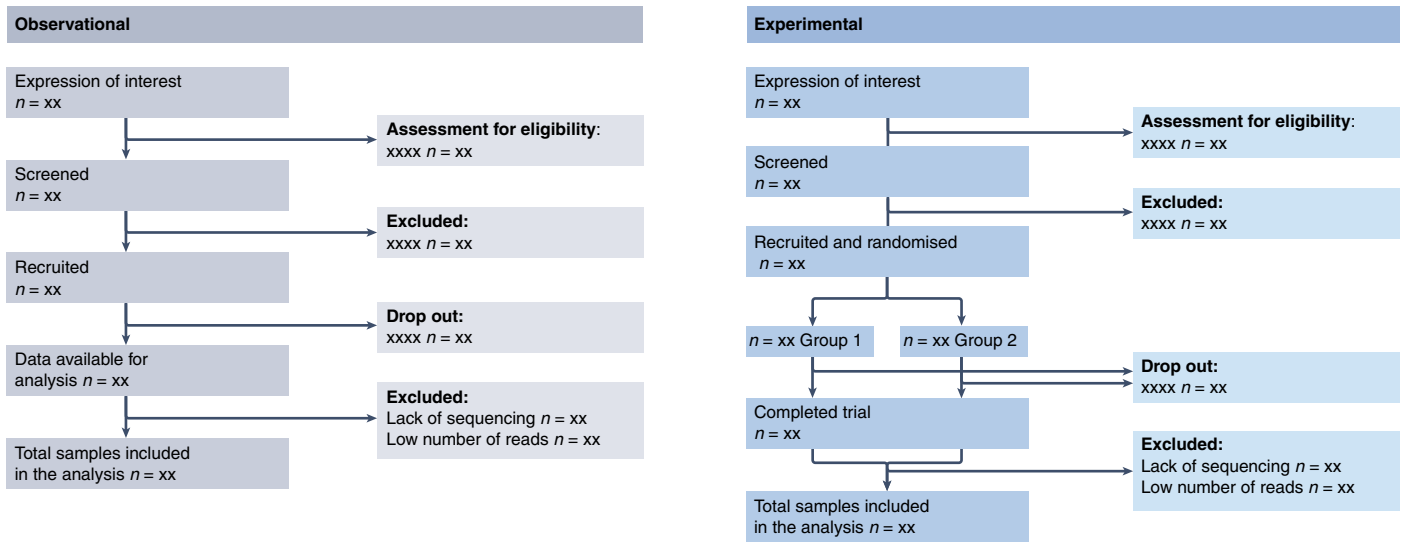 Observational
Expression of interest
n = xx
Assessment for eligibility:
xxxx n = xx
Screened
n = xx
Excluded:
xxxx n = xx
Recruited
n = xx
Drop out:
xxxx n = xx
Data available for
analysis n = xx
Excluded:
Lack of sequencing n = xx
Low number of reads n = xx
Total samples included
in the analysis n = xx
Experimental
Expression of interest
n = xx
Assessment for eligibility:
xxxx n = xx
Screened
n = xx
Excluded:
xxxx n = xx
Recruited and randomised
n = xx
n = xx Group 1
n = xx Group 2
Drop out:
xxxx n = xx
Completed trial
n = xx
Excluded:
Lack of sequencing n = xx
Low number of reads n = xx
Total samples included
in the analysis n = xx